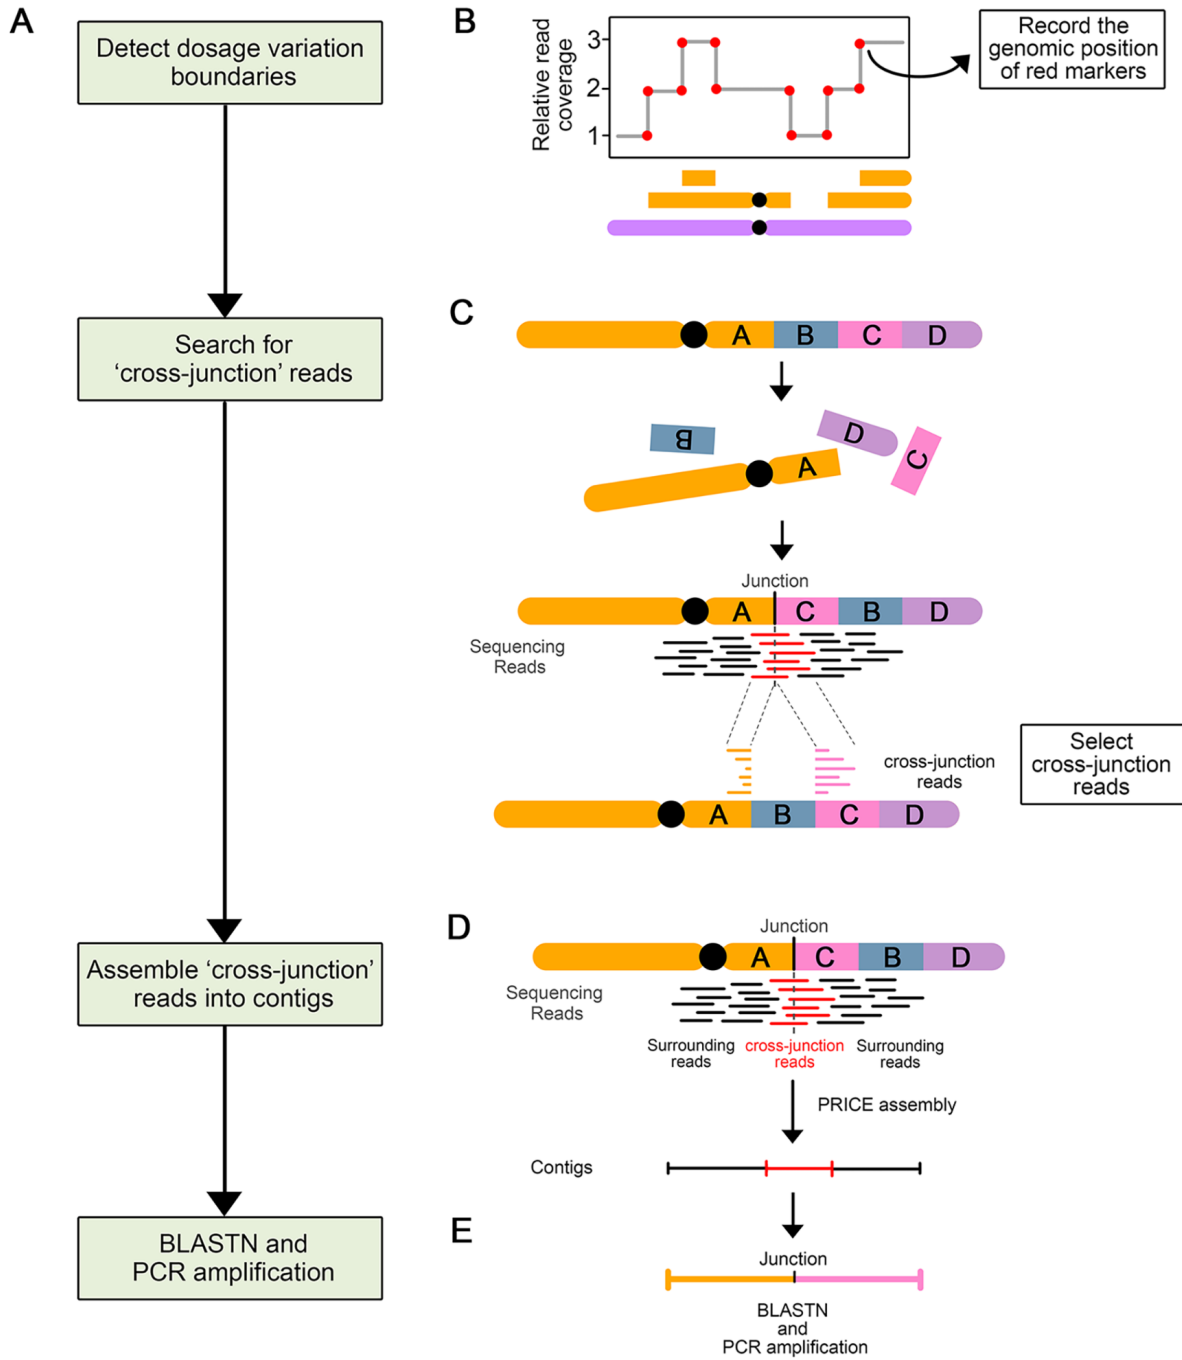 A
Detect dosage variation
boundaries
Search for
‘cross-junction’ reads
Assemble ‘cross-junction’
reads into contigs
BLASTN and
PCR amplification
B
Relative read
coverage
3
2
1
Record the
genomic position
of red markers
C
A B C D
B
A
D
C
Junction
A C B D
Sequencing
Reads
cross-junction
reads
Select
cross-junction
reads
A B C D
D
Junction
A C B D
Sequencing
Reads
Surrounding
reads
cross-junction
reads
Surrounding
reads
PRICE assembly
Contigs
E
Junction
BLASTN
and
PCR amplification